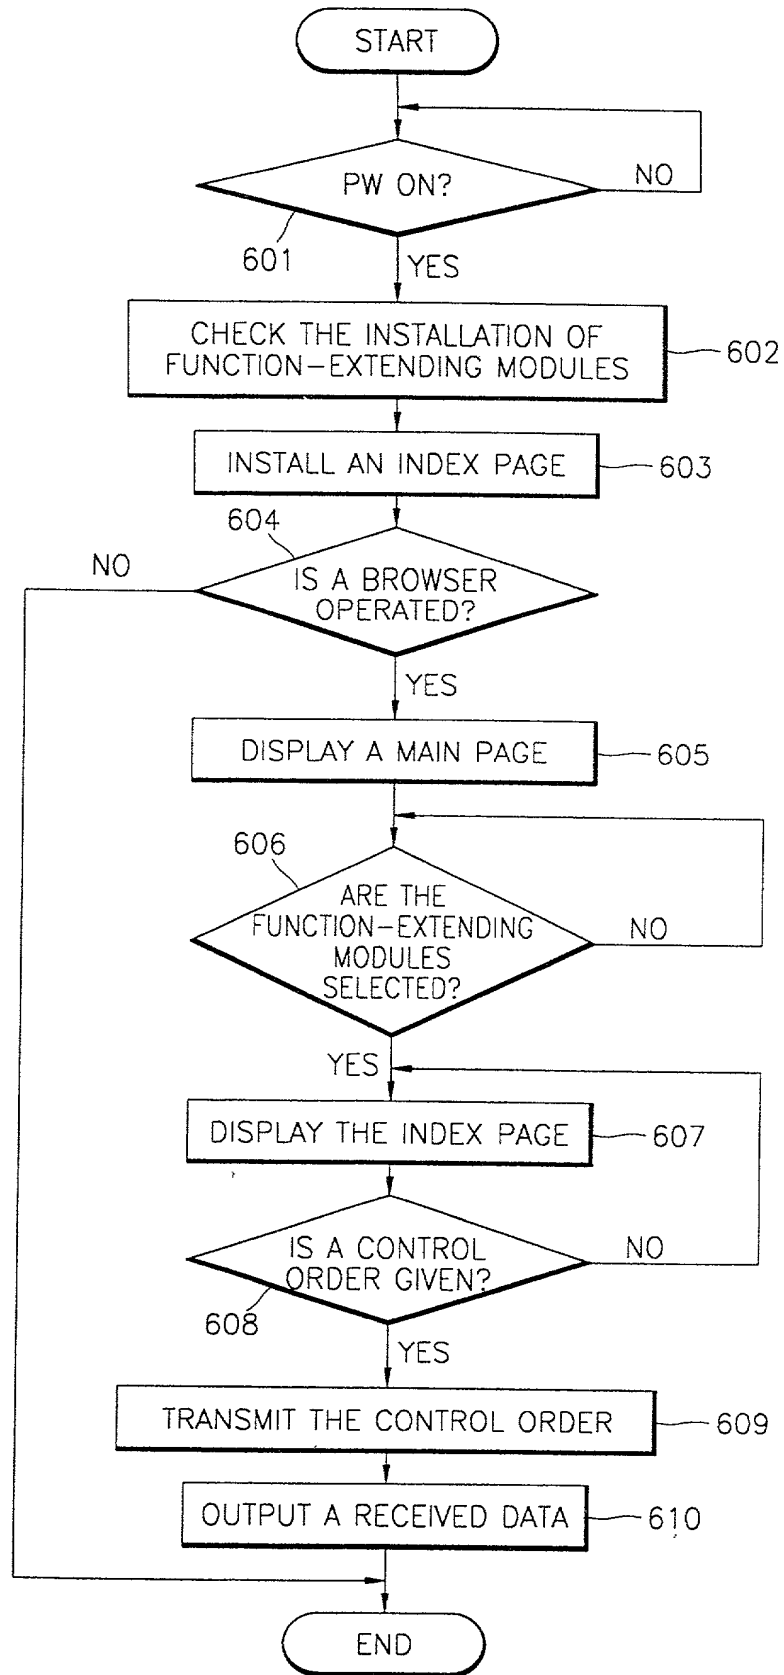 START
PW ON?
NO
601
YES
CHECK THE INSTALLATION OF
FUNCTION-EXTENDING MODULES
602
INSTALL AN INDEX PAGE
603
604
NO
IS A BROWSER
OPERATED?
YES
DISPLAY A MAIN PAGE
605
606
ARE THE
FUNCTION-EXTENDING
MODULES
SELECTED?
NO
YES
DISPLAY THE INDEX PAGE
607
IS A CONTROL
ORDER GIVEN?
NO
608
YES
TRANSMIT THE CONTROL ORDER
609
OUTPUT A RECEIVED DATA
610
END